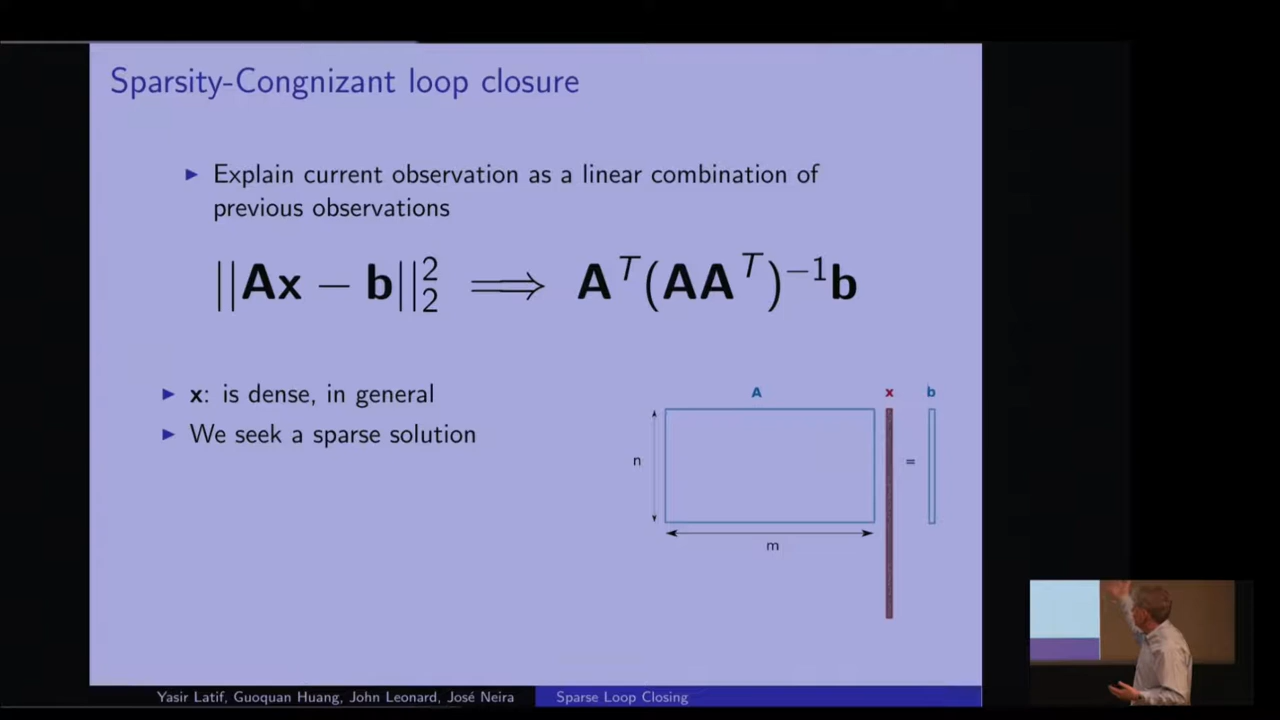 Sparsity-Congnizant loop closure
Explain current observation as a linear combination of
previous observations
||Ax − b||₂² ⟹ Aᵀ(AAᵀ)⁻¹b
x: is dense, in general
We seek a sparse solution
A x b
n =
m
Yasir Latif, Guoquan Huang, John Leonard, José Neira Sparse Loop Closing